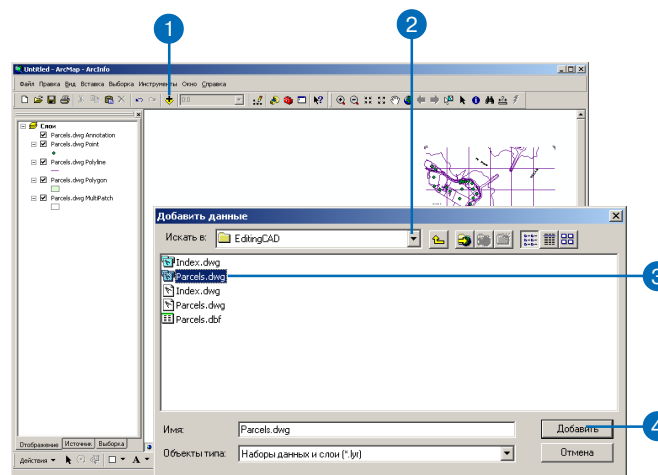 1
2
Untitled - ArcMap - ArcInfo
Файл Правка Вид Вставка Выборка Инструменты Окно Справка
0:0
Слои
Parcels.dwg Annotation
Parcels.dwg Point
Parcels.dwg Polyline
Parcels.dwg Polygon
Parcels.dwg MultiPatch
Добавить данные
Искать в: EditingCAD
Index.dwg
Parcels.dwg
3
Index.dwg
Parcels.dwg
Parcels.dbf
Имя: Parcels.dwg Добавить
4
Объекты типа: Наборы данных и слои (*.lyr) Отмена
Отображение Источник Выборка
Действия A